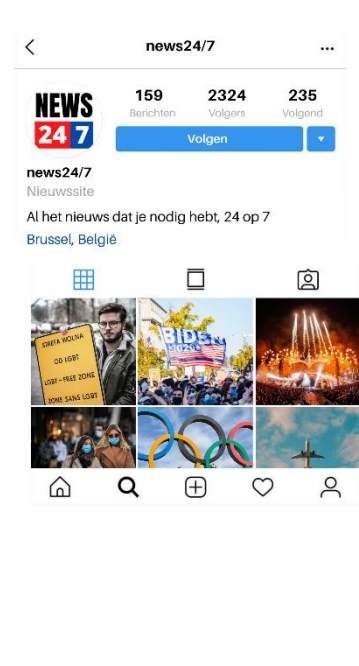 news24/7
NEWS
24 7
159 2324 235
Berichten Volgers Volgend
Volgen
news24/7
Nieuwssite
Al het nieuws dat je nodig hebt, 24 op 7
Brussel, België
STREFA WOLNA
OD LGBT
LGBT - FREE ZONE
ZONE SANS LGBT
BIDEN
2020